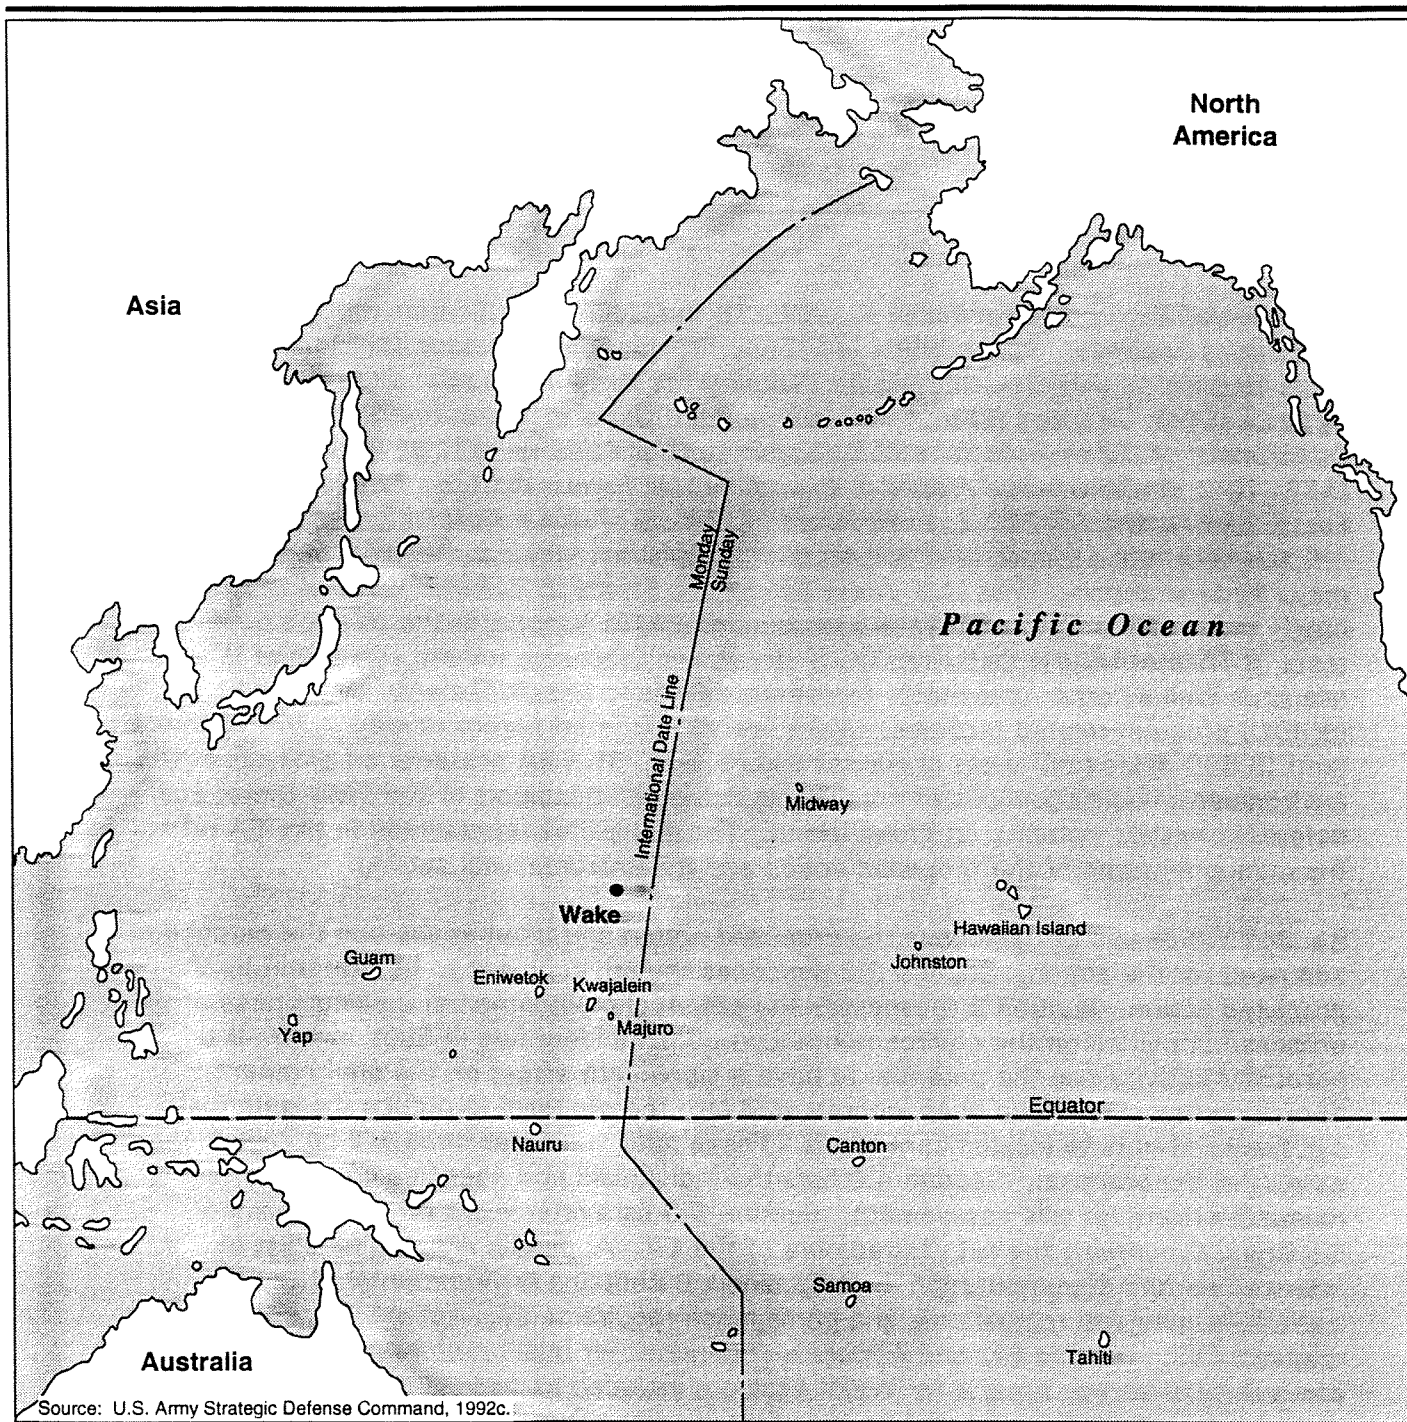 North
America
Asia
Monday
Sunday
Pacific Ocean
International Date Line
Midway
Wake
Hawaiian Island
Johnston
Guam
Eniwetok
Kwajalein
Majuro
Yap
Equator
Nauru
Canton
Samoa
Tahiti
Australia
Source: U.S. Army Strategic Defense Command, 1992c.